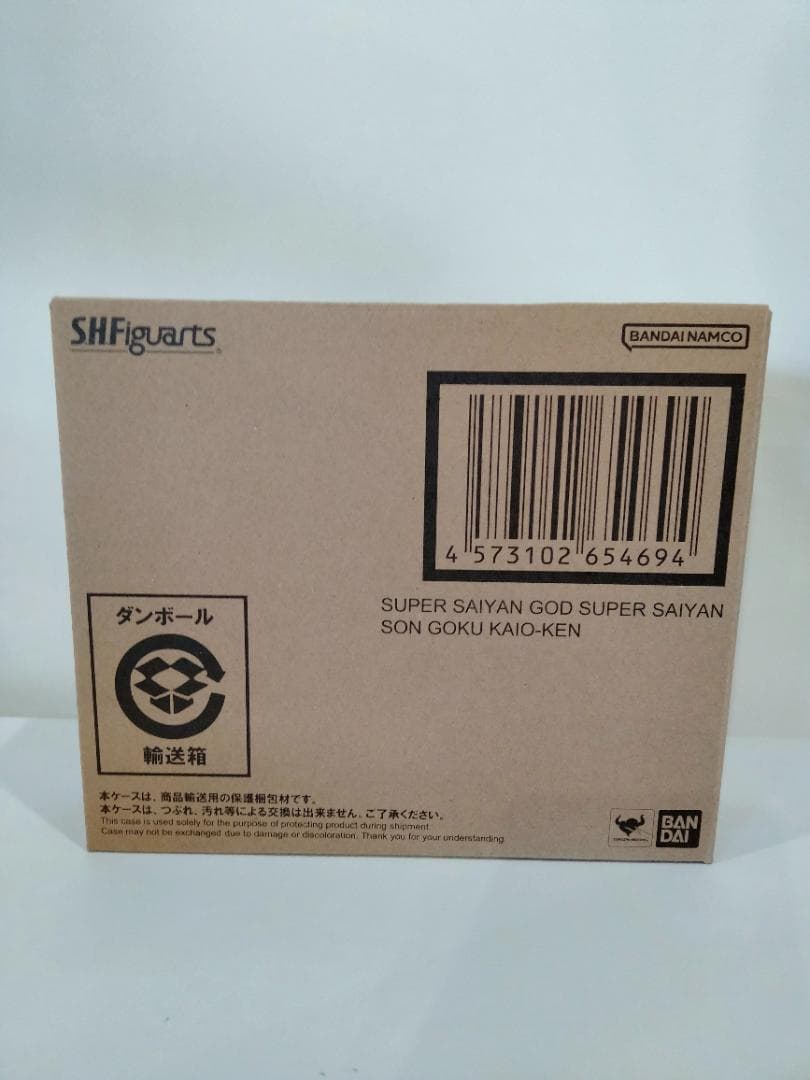 S.H.Figuarts
BANDAI NAMCO
4 573102 654694
SUPER SAIYAN GOD SUPER SAIYAN
SON GOKU KAIO-KEN
ダンボール
輸送箱
本ケースは、商品輸送用の保護梱包材です。
本ケースは、つぶれ、汚れ等による交換は出来ません。ご了承ください。
This case is used solely for the purpose of protecting product during shipment.
Case may not be exchanged due to damage or discoloration. Thank you for your understanding.
BAN
DAI